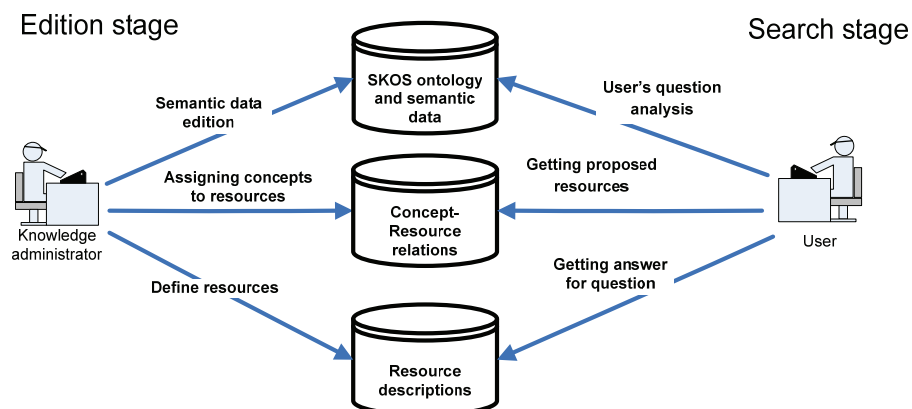 Edition stage
Search stage
SKOS ontology
and semantic
data
Semantic data
edition
User's question
analysis
Assigning concepts
to resources
Getting proposed
resources
Concept-
Resource
relations
Knowledge
administrator
User
Define resources
Getting answer
for question
Resource
descriptions